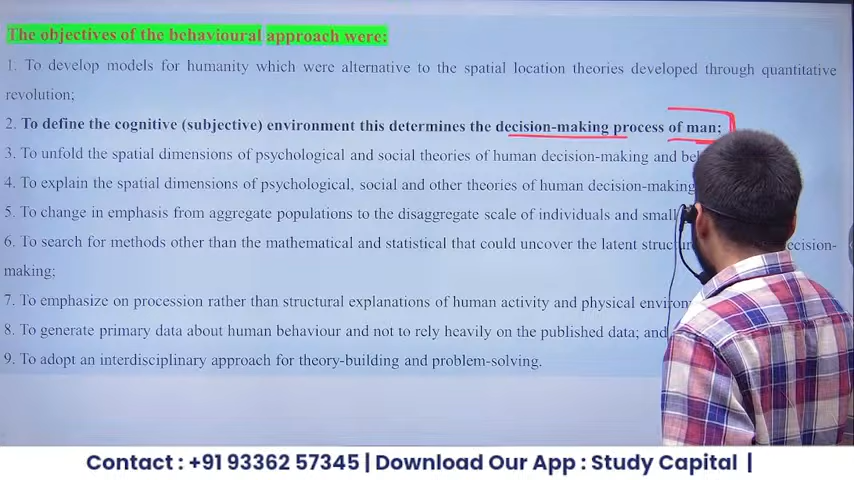 The objectives of the behavioural approach were:
1. To develop models for humanity which were alternative to the spatial location theories developed through quantitative
revolution;
2. To define the cognitive (subjective) environment this determines the decision-making process of man;
3. To unfold the spatial dimensions of psychological and social theories of human decision-making and
4. To explain the spatial dimensions of psychological, social and other theories of human decision-making
5. To change in emphasis from aggregate populations to the disaggregate scale of individuals and small
6. To search for methods other than the mathematical and statistical that could uncover the latent decision-
making;
7. To emphasize on procession rather than structural explanations of human activity and physical
8. To generate primary data about human behaviour and not to rely heavily on the published data; and
9. To adopt an interdisciplinary approach for theory-building and problem-solving.
Contact : +91 93362 57345 | Download Our App : Study Capital |